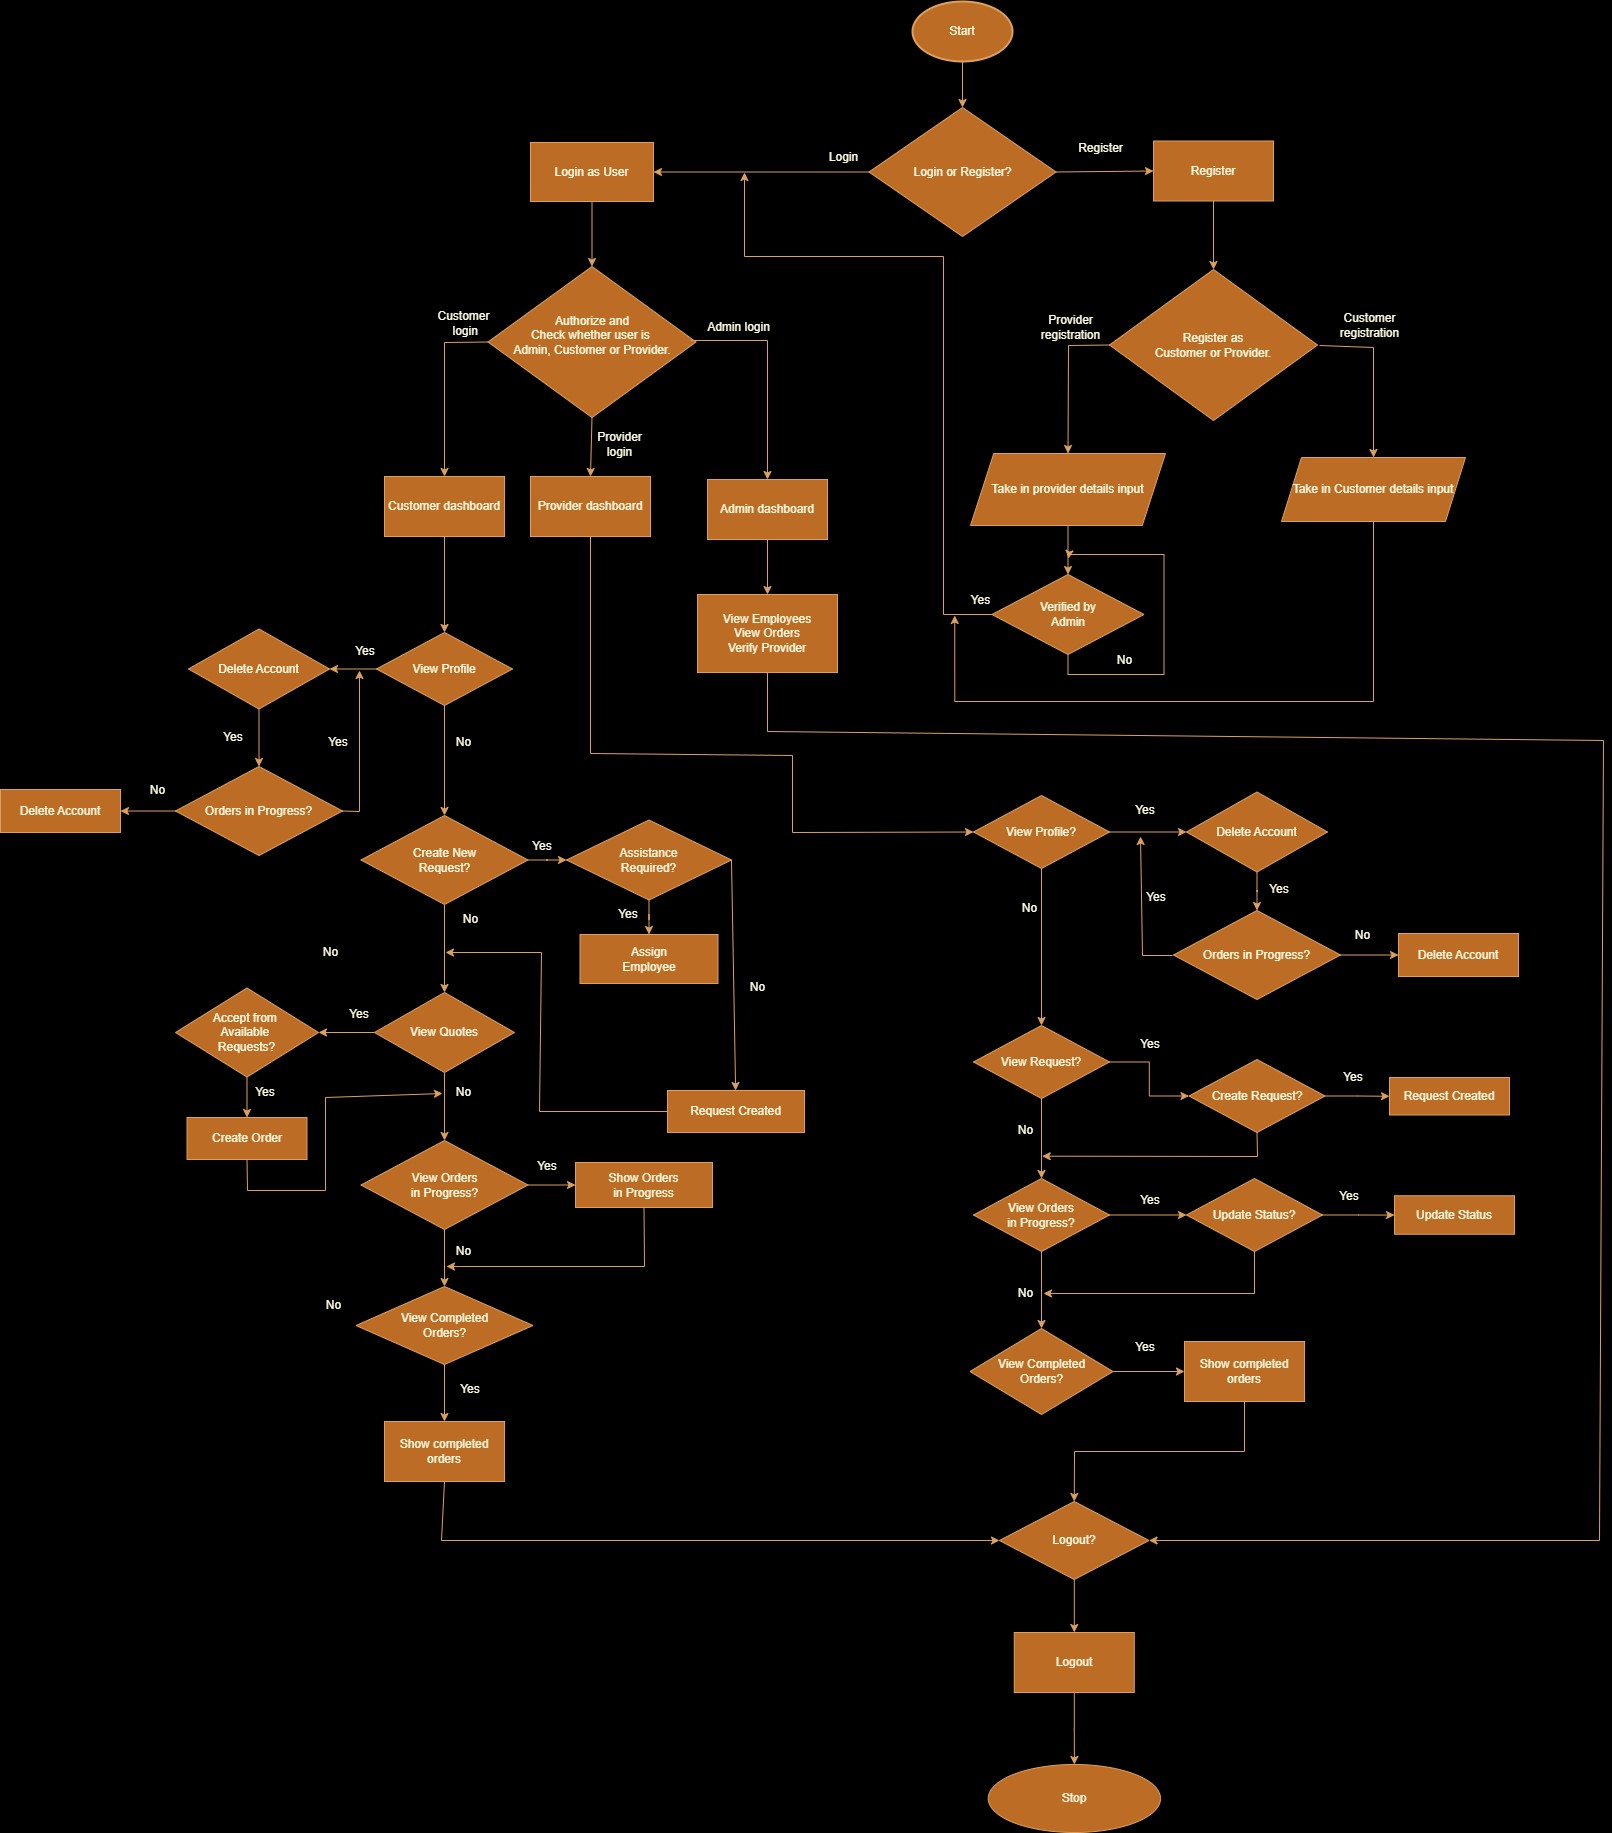 Start
Login or Register?
Login
Register
Login as User
Register
Authorize and
Check whether user is
Admin, Customer or Provider.
Customer
login
Admin login
Provider
login
Register as
Customer or Provider.
Provider
registration
Customer
registration
Customer dashboard
Provider dashboard
Admin dashboard
Take in provider details input
Take in Customer details input
View Employees
View Orders
Verify Provider
Verified by
Admin
Yes
No
Delete Account
Yes
View Profile
Yes
Yes
No
Delete Account
No
Orders in Progress?
View Profile?
Yes
Delete Account
Create New
Request?
Yes
Assistance
Required?
No
Yes
Yes
No
Yes
Assign
Employee
Orders in Progress?
No
Delete Account
No
No
Accept from
Available
Requests?
Yes
View Quotes
View Request?
Yes
Create Request?
Yes
Request Created
Yes
No
Request Created
Create Order
No
View Orders
in Progress?
Yes
Show Orders
in Progress
View Orders
in Progress?
Yes
Update Status?
Yes
Update Status
No
No
No
View Completed
Orders?
View Completed
Orders?
Yes
Show completed
orders
Yes
Show completed
orders
Logout?
Logout
Stop